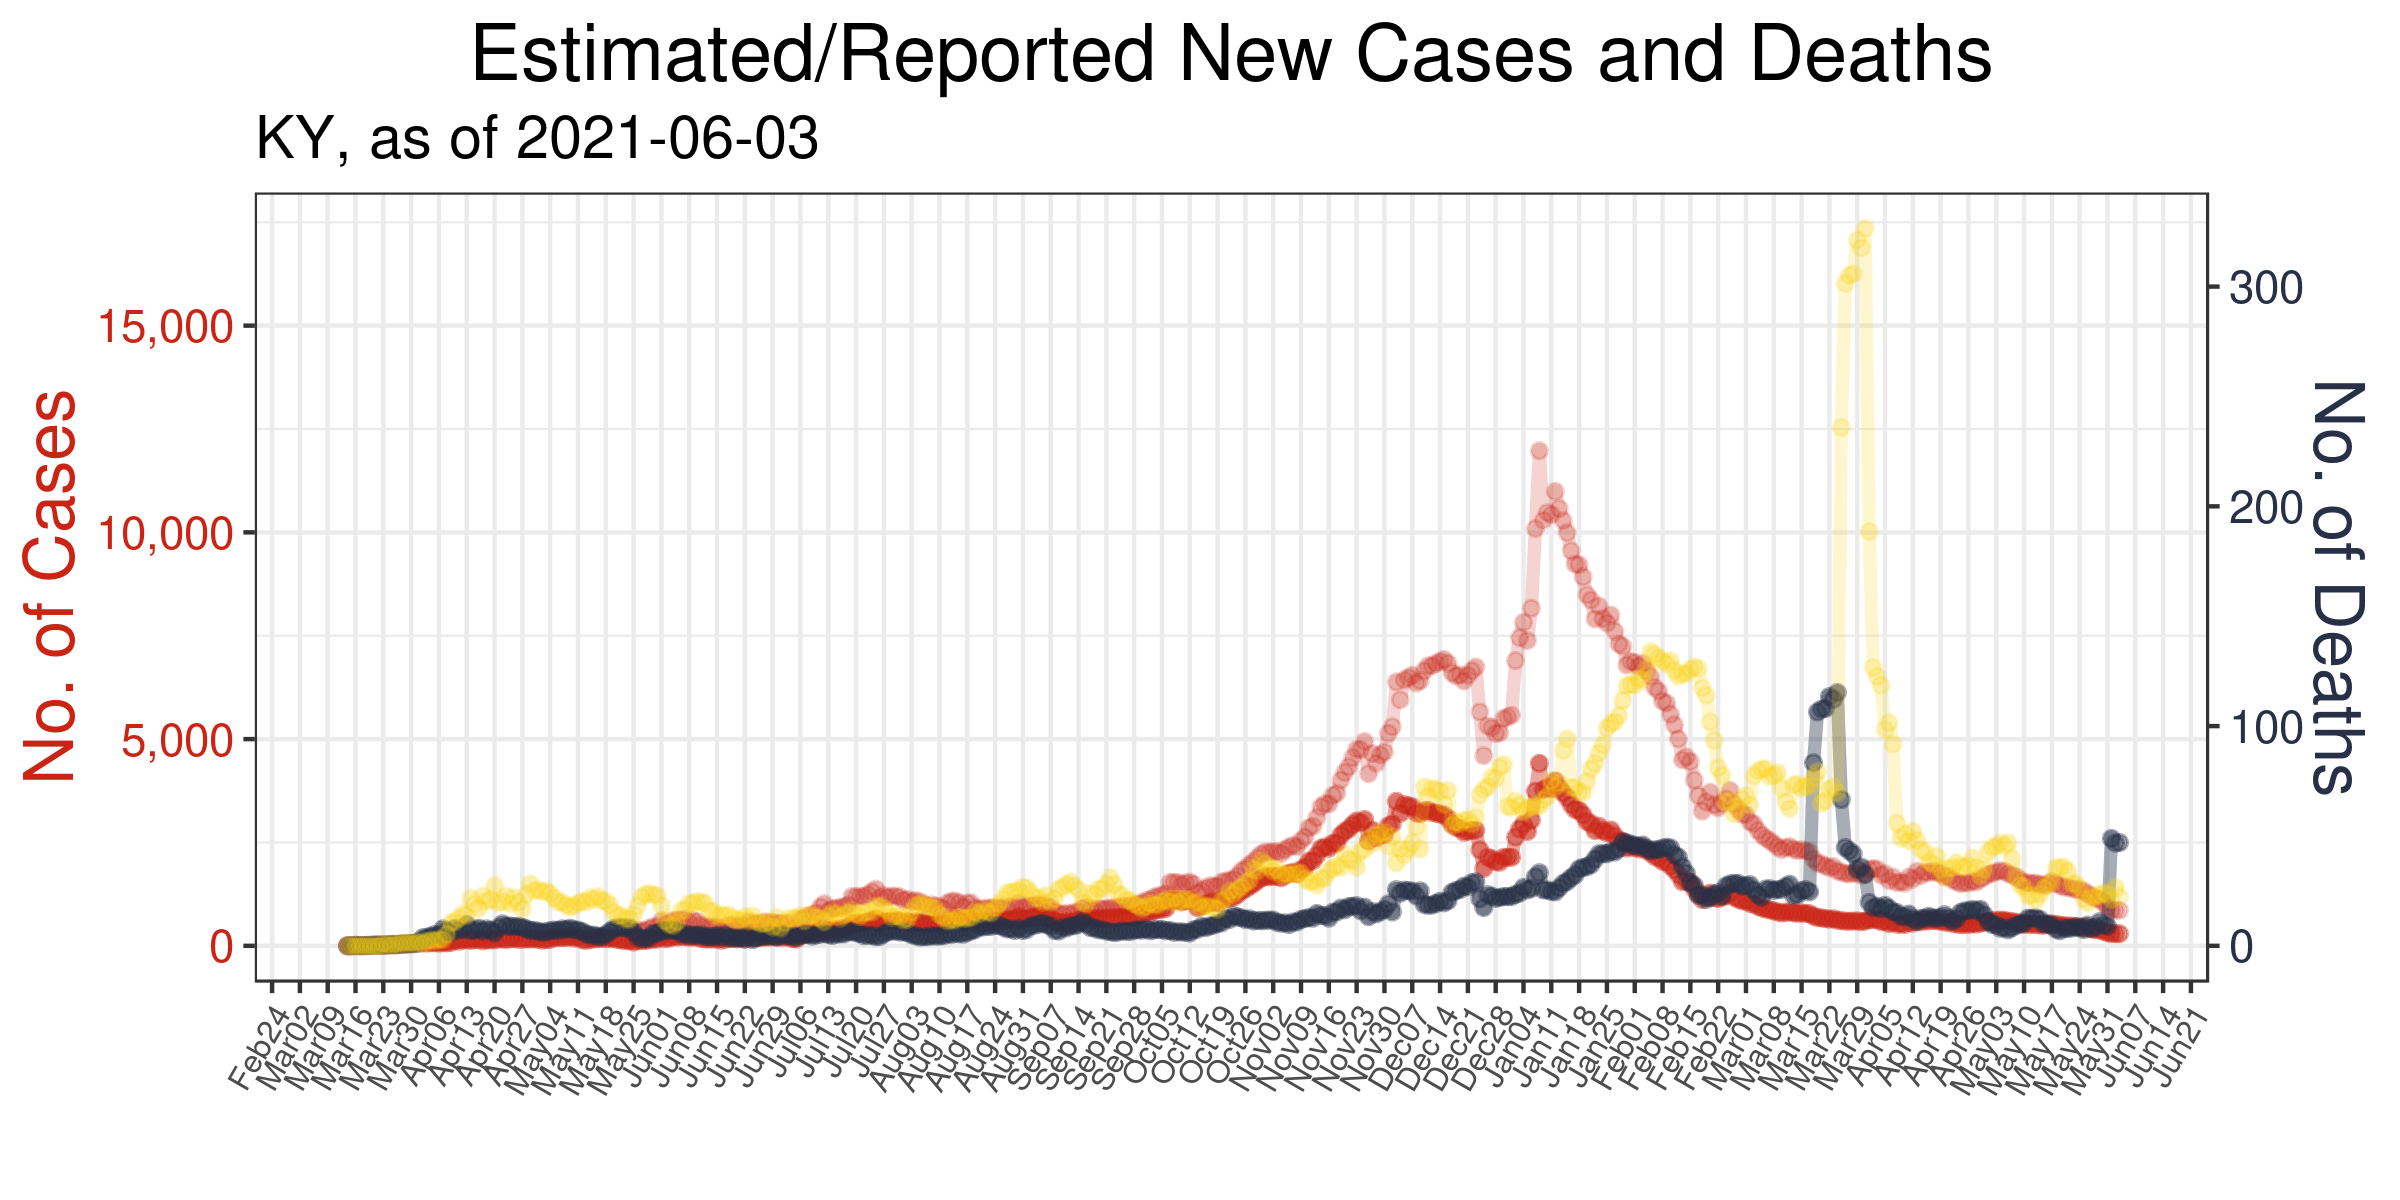 Estimated/Reported New Cases and Deaths
KY, as of 2021-06-03
No. of Cases
15,000
10,000
5,000
0
300
200
100
0
No. of Deaths
Feb24
Mar02
Mar09
Mar16
Mar23
Mar30
Apr06
Apr13
Apr20
Apr27
May04
May11
May18
May25
Jun01
Jun08
Jun15
Jun22
Jun29
Jul06
Jul13
Jul20
Jul27
Aug03
Aug10
Aug17
Aug24
Aug31
Sep07
Sep14
Sep21
Sep28
Oct05
Oct12
Oct19
Oct26
Nov02
Nov09
Nov16
Nov23
Nov30
Dec07
Dec14
Dec21
Dec28
Jan04
Jan11
Jan18
Jan25
Feb01
Feb08
Feb15
Feb22
Mar01
Mar08
Mar15
Mar22
Mar29
Apr05
Apr12
Apr19
Apr26
May03
May10
May17
May24
May31
Jun07
Jun14
Jun21